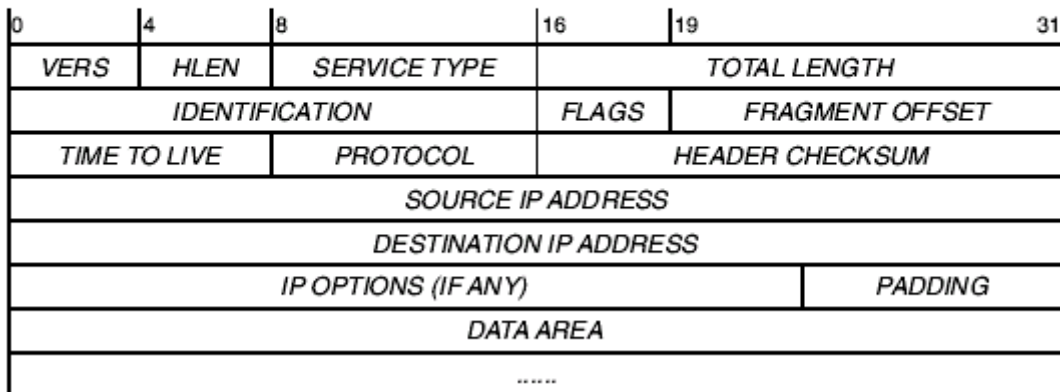 0 4 8 16 19 31
VERS HLEN SERVICE TYPE TOTAL LENGTH
IDENTIFICATION FLAGS FRAGMENT OFFSET
TIME TO LIVE PROTOCOL HEADER CHECKSUM
SOURCE IP ADDRESS
DESTINATION IP ADDRESS
IP OPTIONS (IF ANY) PADDING
DATA AREA
......